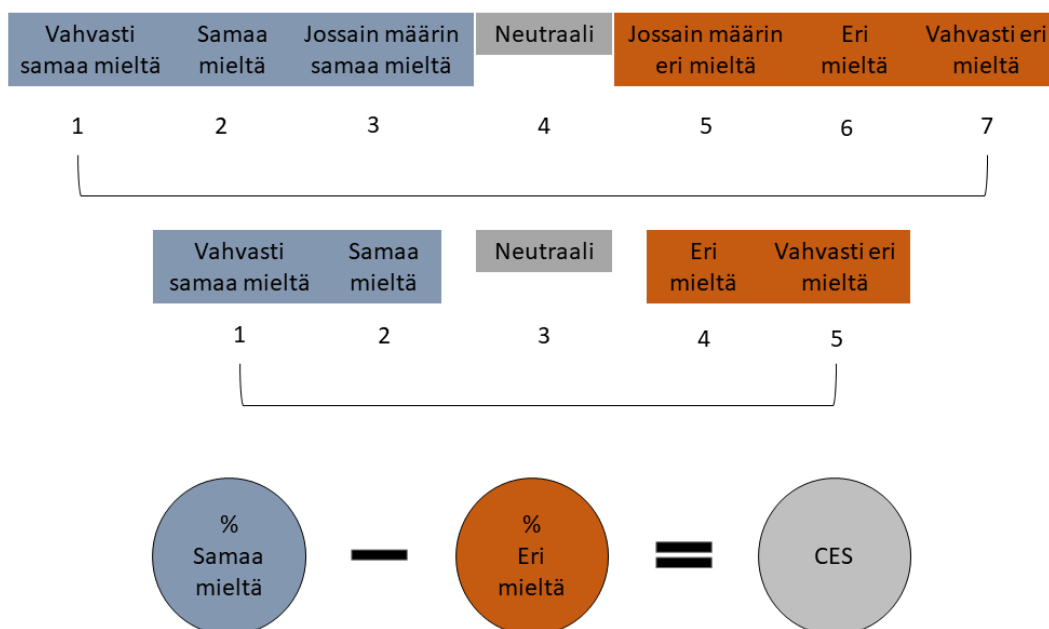 Vahvasti
samaa mieltä
Samaa
mieltä
Jossain määrin
samaa mieltä
Neutraali
Jossain määrin
eri mieltä
Eri
mieltä
Vahvasti eri
mieltä
1 2 3 4 5 6 7
Vahvasti
samaa mieltä
Samaa
mieltä
Neutraali
Eri
mieltä
Vahvasti eri
mieltä
1 2 3 4 5
%
Samaa
mieltä
%
Eri
mieltä
CES